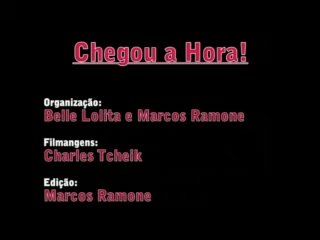 Chegou a Hora!
Organização:
Belle Lolita e Marcos Ramone
Filmangens:
Charles Tcheik
Edição:
Marcos Ramone